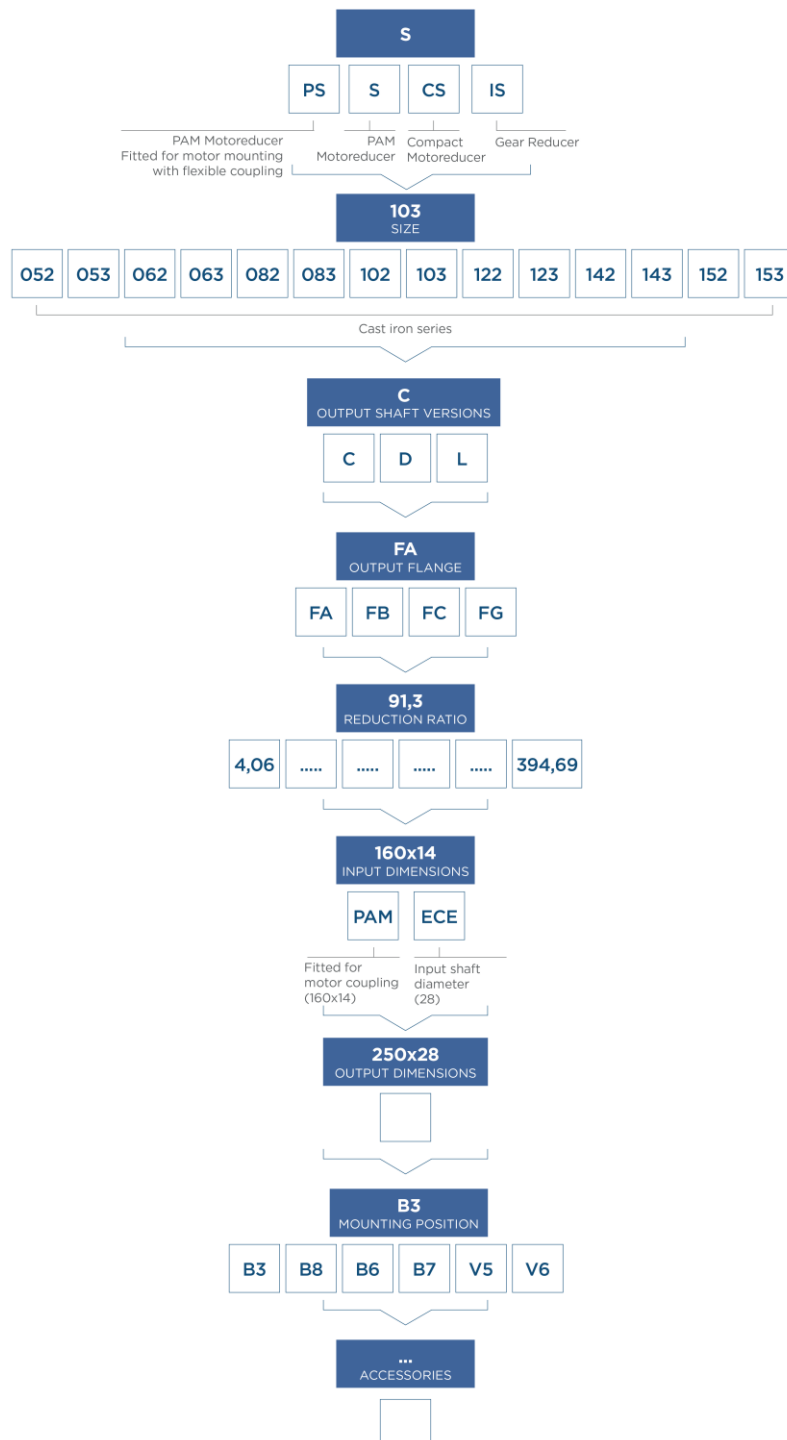 S
PS S CS IS
PAM Motoreducer
Fitted for motor mounting
with flexible coupling
PAM
Motoreducer
Compact
Motoreducer
Gear Reducer
103
SIZE
052 053 062 063 082 083 102 103 122 123 142 143 152 153
Cast iron series
C
OUTPUT SHAFT VERSIONS
C D L
FA
OUTPUT FLANGE
FA FB FC FG
91,3
REDUCTION RATIO
4,06 ..... ..... ..... ..... 394,69
160x14
INPUT DIMENSIONS
PAM ECE
Fitted for
motor coupling
(160x14)
Input shaft
diameter
(28)
250x28
OUTPUT DIMENSIONS
B3
MOUNTING POSITION
B3 B8 B6 B7 V5 V6
...
ACCESSORIES